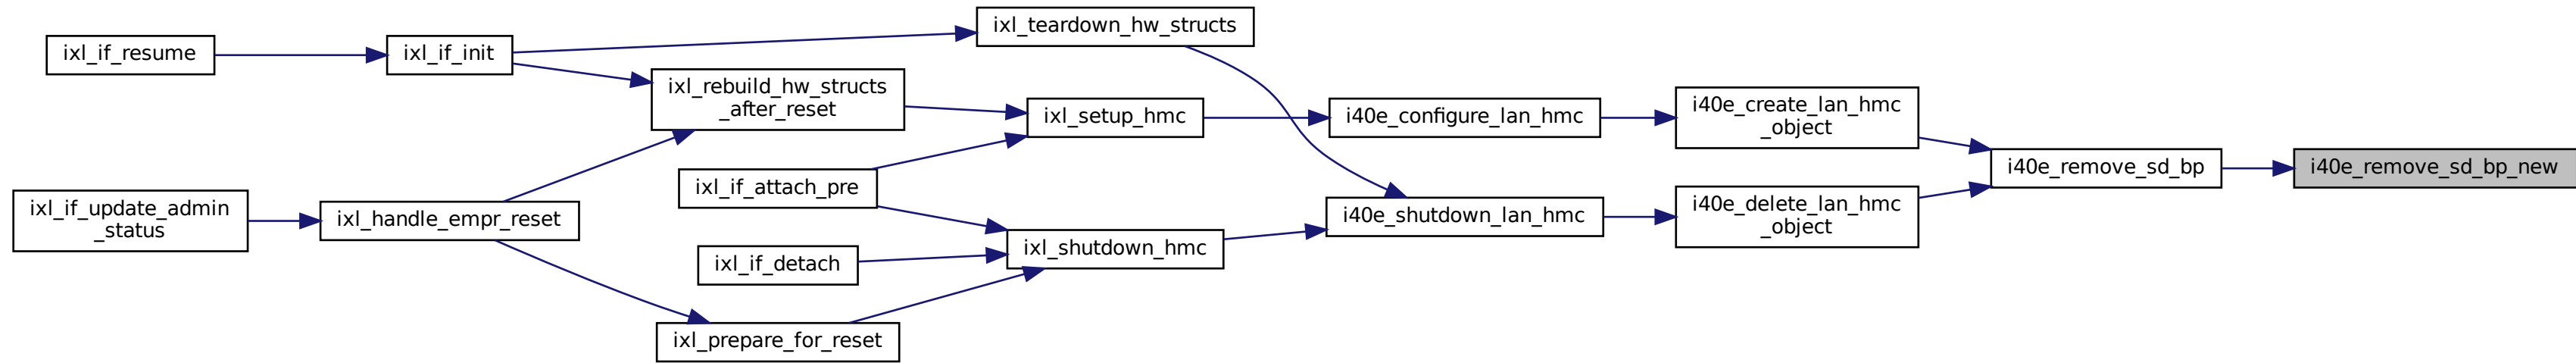 ixl_teardown_hw_structs
ixl_if_resume
ixl_if_init
ixl_rebuild_hw_structs
_after_reset
ixl_setup_hmc
i40e_configure_lan_hmc
i40e_create_lan_hmc
_object
i40e_remove_sd_bp
i40e_remove_sd_bp_new
ixl_if_attach_pre
ixl_if_update_admin
_status
ixl_handle_empr_reset
i40e_shutdown_lan_hmc
i40e_delete_lan_hmc
_object
ixl_shutdown_hmc
ixl_if_detach
ixl_prepare_for_reset